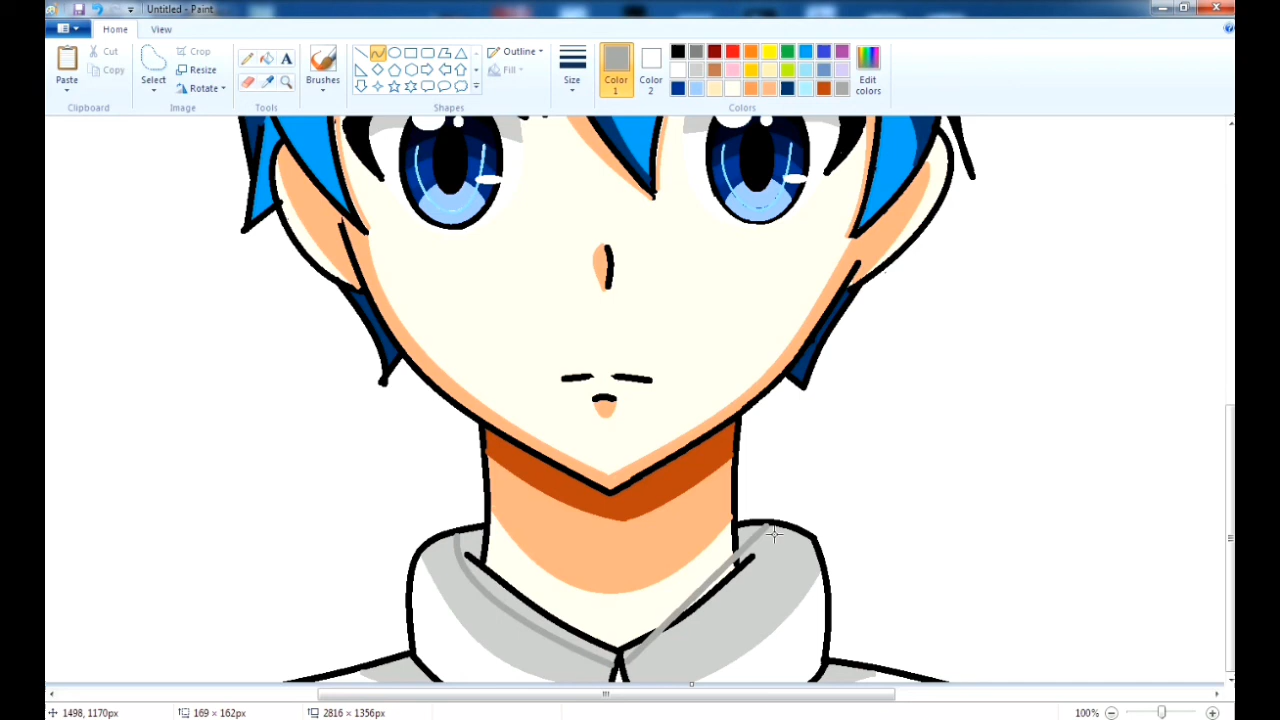 Untitled - Paint
Home View
Paste
Cut
Copy
Clipboard
Select
Crop
Resize
Rotate
Image
A
Tools
Brushes
Outline
Fill
Shapes
Size
Color 1
Color 2
Edit colors
Colors
1498, 1170px
169 × 162px
2816 × 1356px
100%